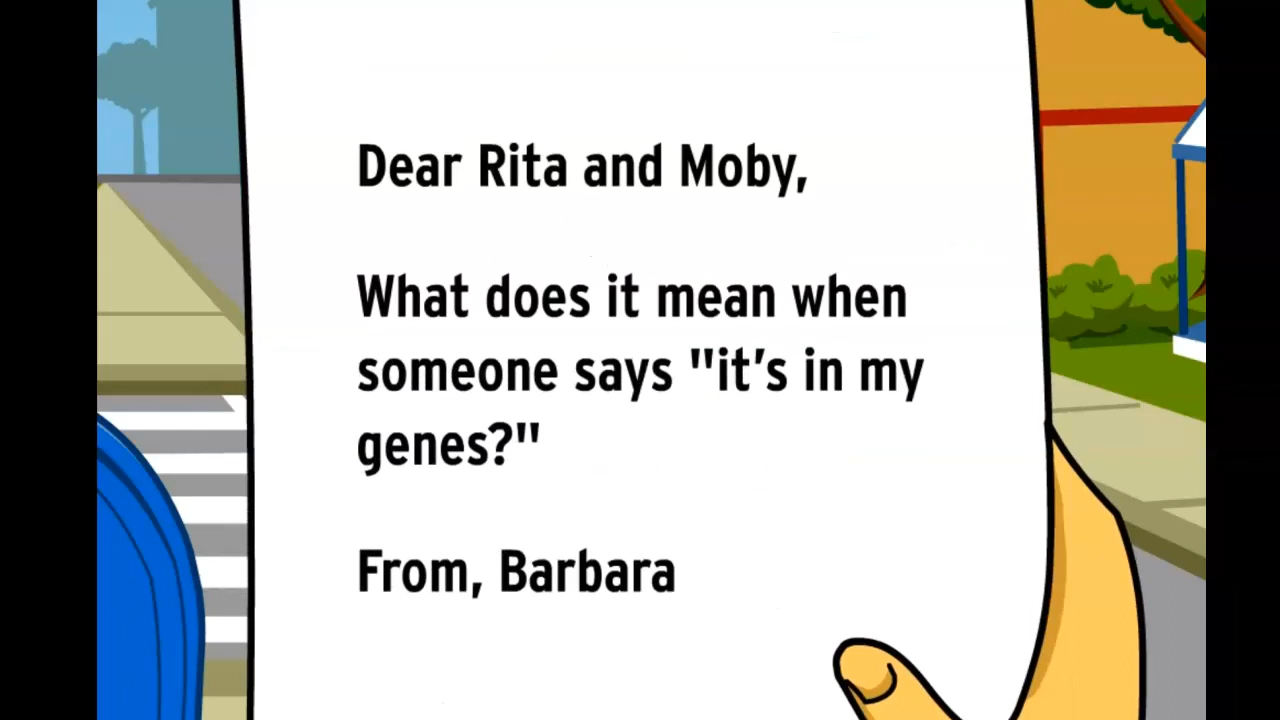 Dear Rita and Moby,
What does it mean when
someone says "it’s in my
genes?"
From, Barbara